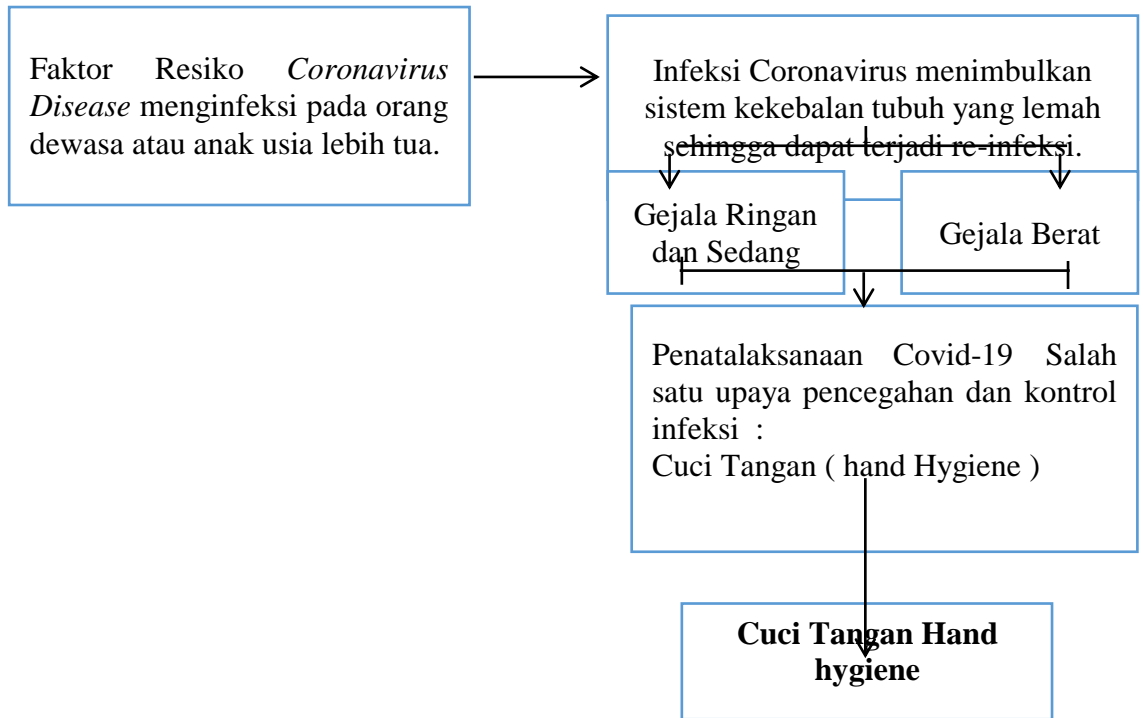 Faktor Resiko Coronavirus
Disease menginfeksi pada orang
dewasa atau anak usia lebih tua.
Infeksi Coronavirus menimbulkan
sistem kekebalan tubuh yang lemah
sehingga dapat terjadi re-infeksi.
Gejala Ringan
dan Sedang
Gejala Berat
Penatalaksanaan Covid-19 Salah
satu upaya pencegahan dan kontrol
infeksi :
Cuci Tangan ( hand Hygiene )
Cuci Tangan Hand
hygiene